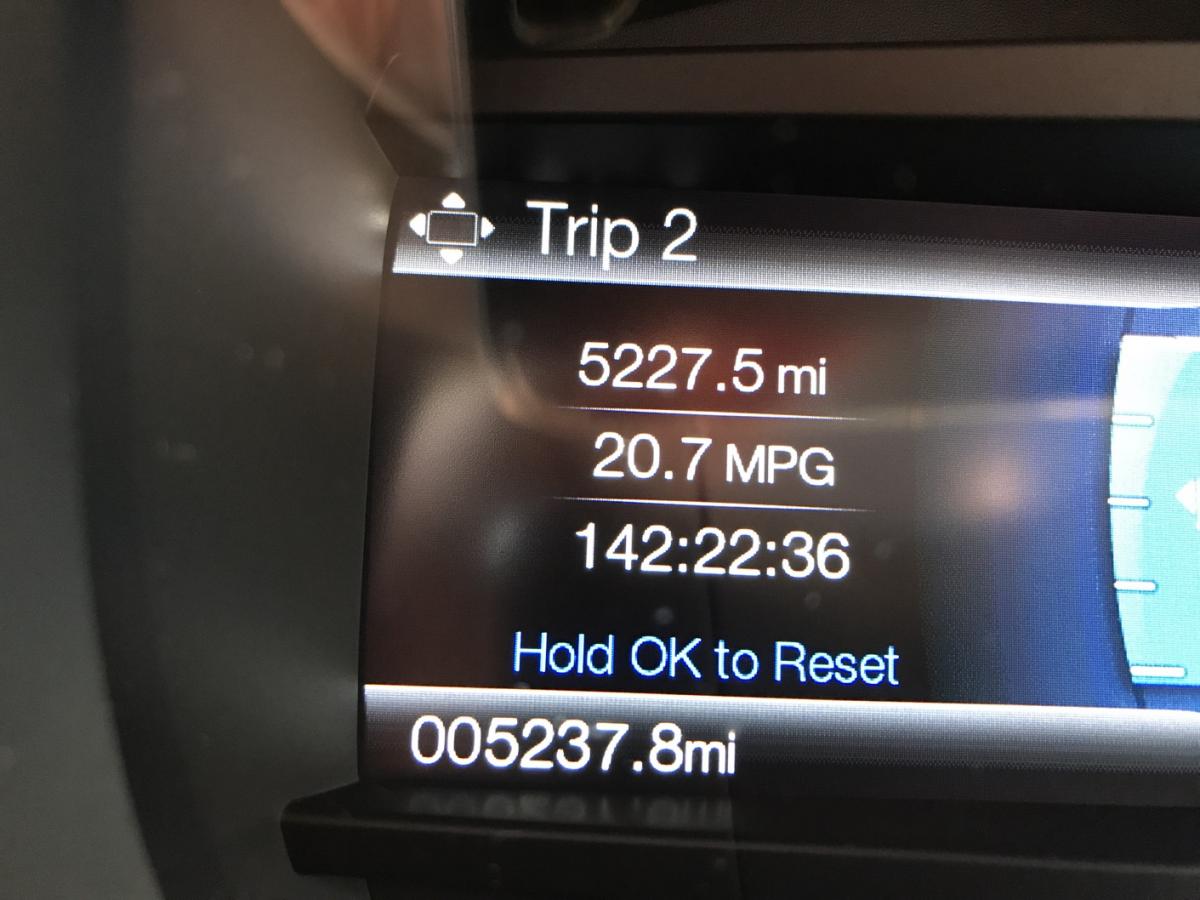 Trip 2
5227.5 mi
20.7 MPG
142:22:36
Hold OK to Reset
005237.8mi